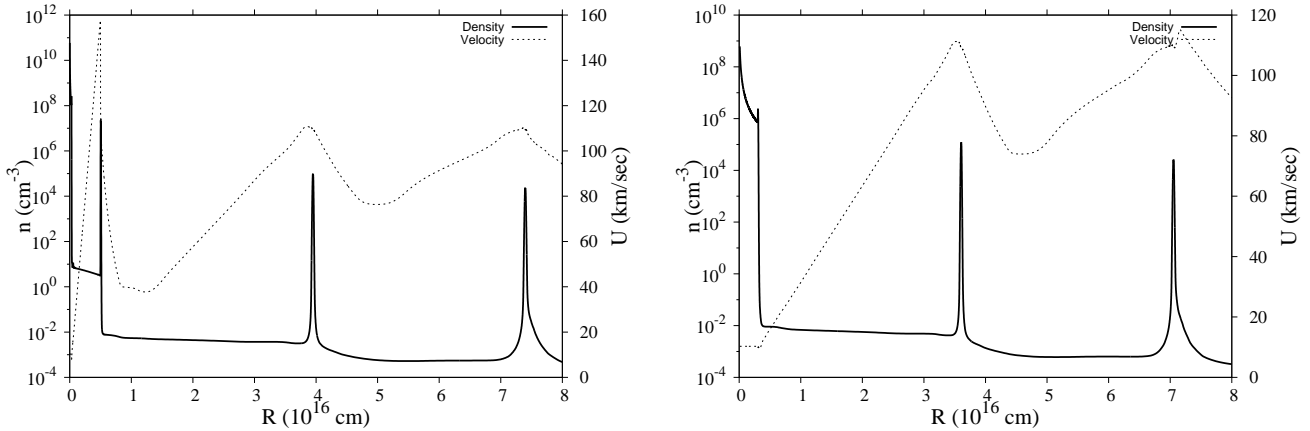 10^12
10^10
10^8
10^6
10^4
10^2
10^0
10^-2
10^-4
n (cm^-3)
0 1 2 3 4 5 6 7 8
R (10^16 cm)
160
140
120
100
80
60
40
20
0
U (km/sec)
Density
Velocity
10^10
10^8
10^6
10^4
10^2
10^0
10^-2
10^-4
n (cm^-3)
0 1 2 3 4 5 6 7 8
R (10^16 cm)
120
100
80
60
40
20
0
U (km/sec)
Density
Velocity